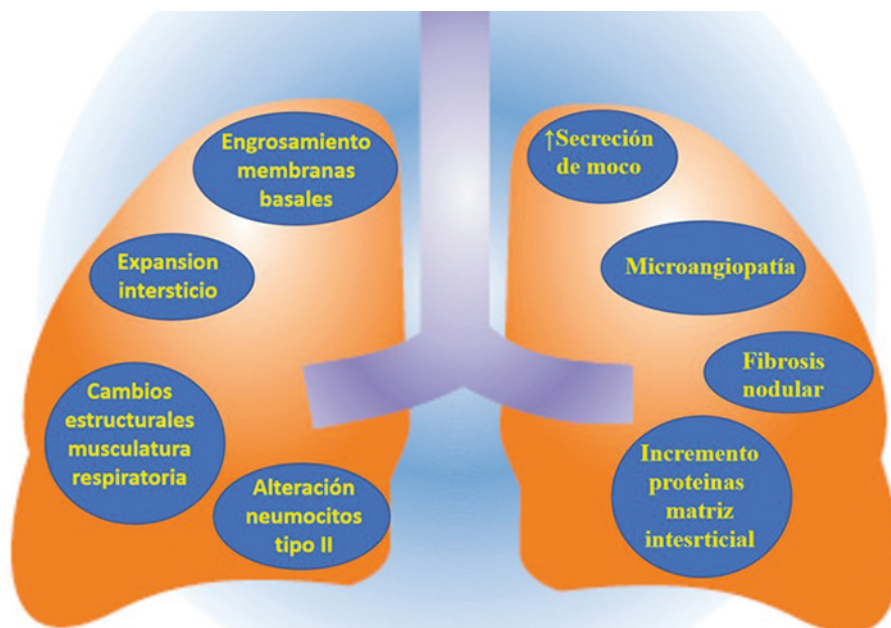 Engrosamiento
membranas
basales
Expansion
intersticio
Cambios
estructurales
musculatura
respiratoria
Alteración
neumocitos
tipo II
↑Secreción
de moco
Microangiopatía
Fibrosis
nodular
Incremento
proteinas
matriz
intesrticial